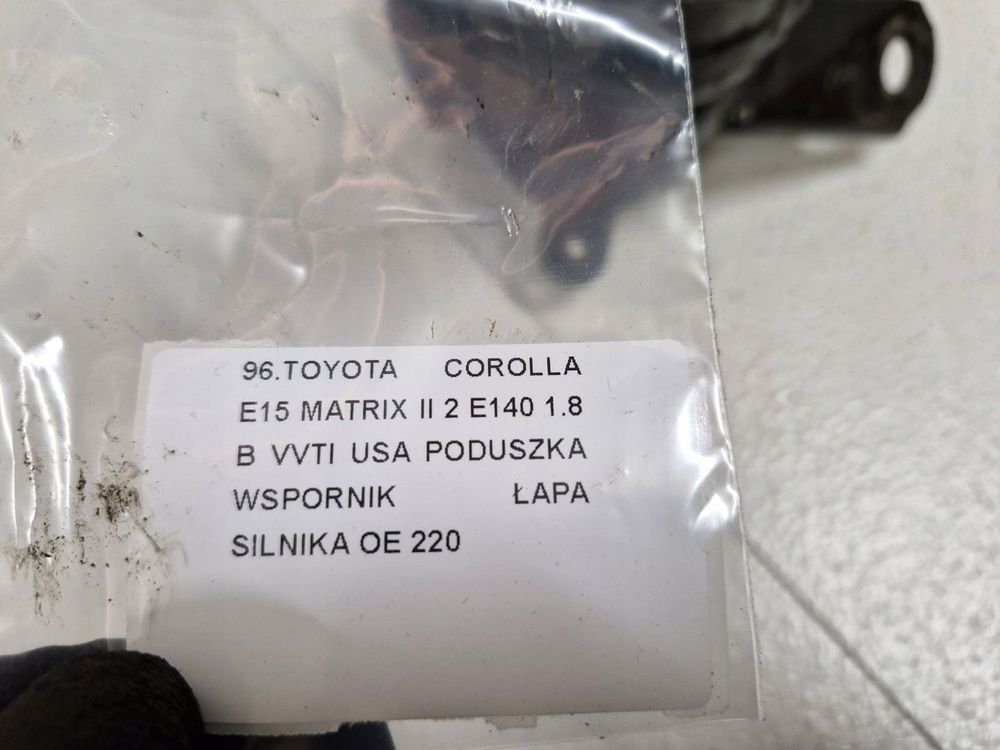 96.TOYOTA COROLLA
E15 MATRIX II 2 E140 1.8
B VVTI USA PODUSZKA
WSPORNIK ŁAPA
SILNIKA OE 220